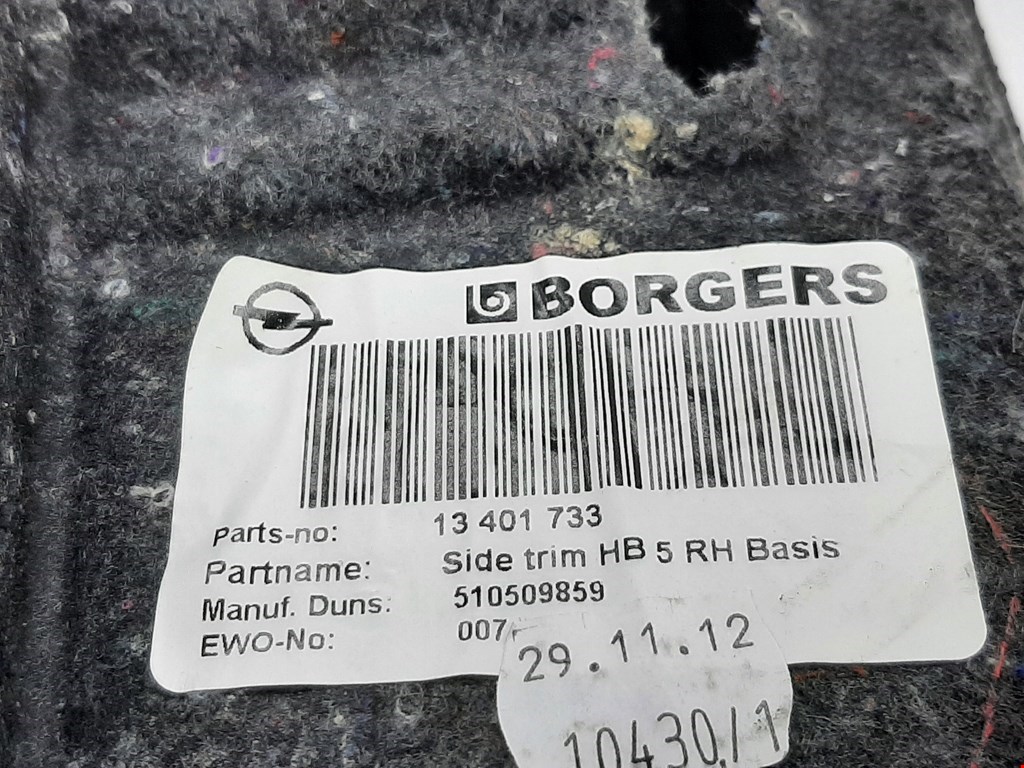 BORGERS
Parts-no: 13 401 733
Partname: Side trim HB 5 RH Basis
Manuf. Duns: 510509859
EWO-No: 007
29.11.12
10430/1